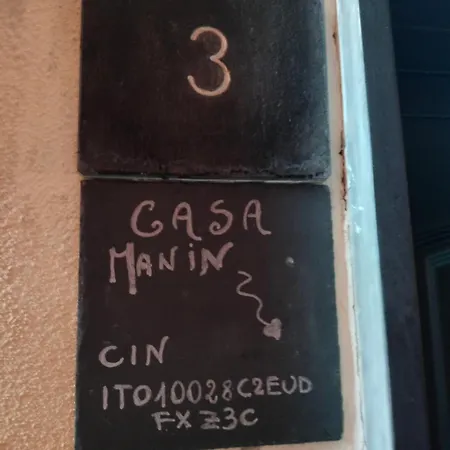 3
CASA
MANiN
CIN
IT010028C2EUD
FXZ3C